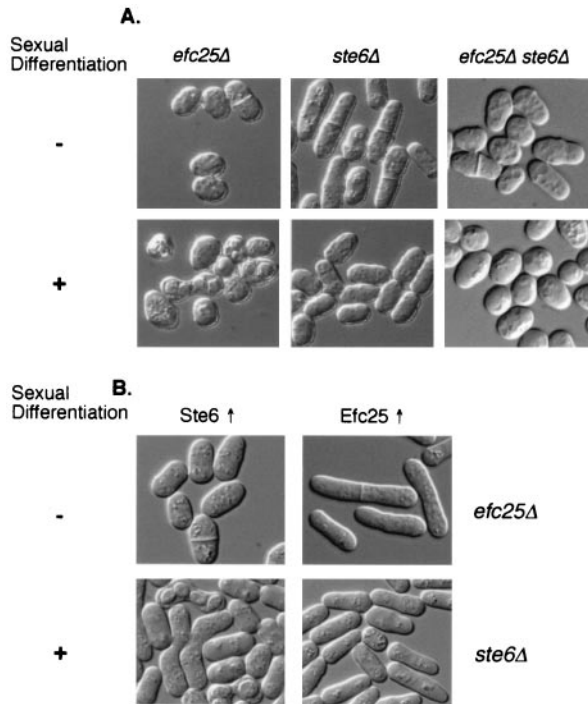 A.
Sexual
Differentiation
efc25Δ ste6Δ efc25Δ ste6Δ
-
+
B.
Sexual
Differentiation
Ste6 ↑ Efc25 ↑
- efc25Δ
+ ste6Δ